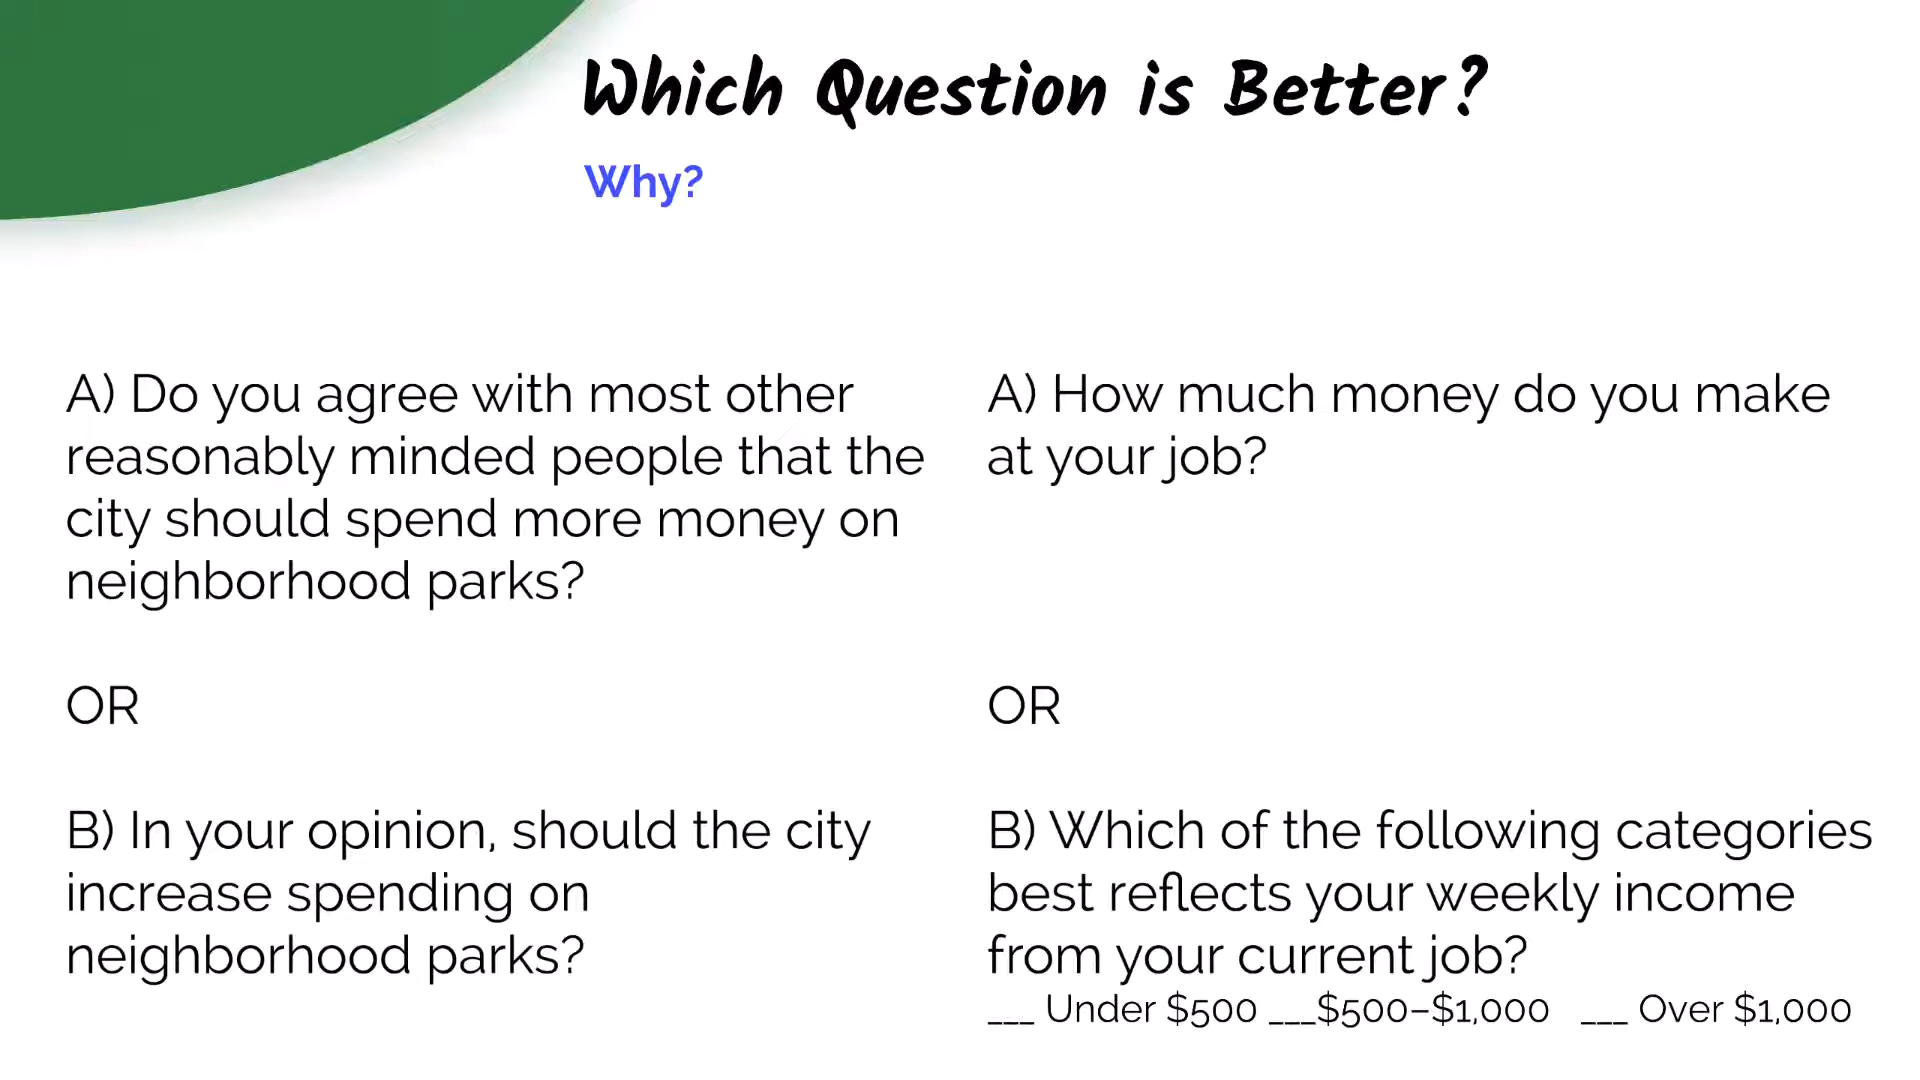 Which Question is Better?
Why?
A) Do you agree with most other
reasonably minded people that the
city should spend more money on
neighborhood parks?
OR
B) In your opinion, should the city
increase spending on
neighborhood parks?
A) How much money do you make
at your job?
OR
B) Which of the following categories
best reflects your weekly income
from your current job?
___ Under $500 ___$500–$1,000 ___ Over $1,000